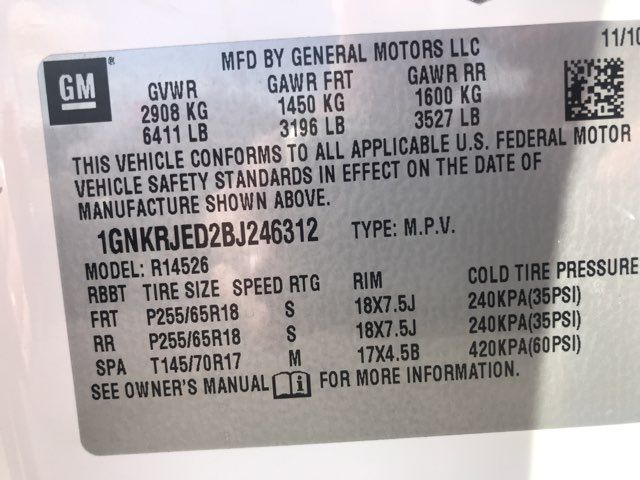 MFD BY GENERAL MOTORS LLC 11/10
GM ® GVWR GAWR FRT GAWR RR
2908 KG 1450 KG 1600 KG
6411 LB 3196 LB 3527 LB
THIS VEHICLE CONFORMS TO ALL APPLICABLE U.S. FEDERAL MOTOR
VEHICLE SAFETY STANDARDS IN EFFECT ON THE DATE OF
MANUFACTURE SHOWN ABOVE.
1GNKRJED2BJ246312 TYPE: M.P.V.
MODEL: R14526
RBBT TIRE SIZE SPEED RTG RIM COLD TIRE PRESSURE
FRT P255/65R18 S 18X7.5J 240KPA(35PSI)
RR P255/65R18 S 18X7.5J 240KPA(35PSI)
SPA T145/70R17 M 17X4.5B 420KPA(60PSI)
SEE OWNER'S MANUAL i FOR MORE INFORMATION.